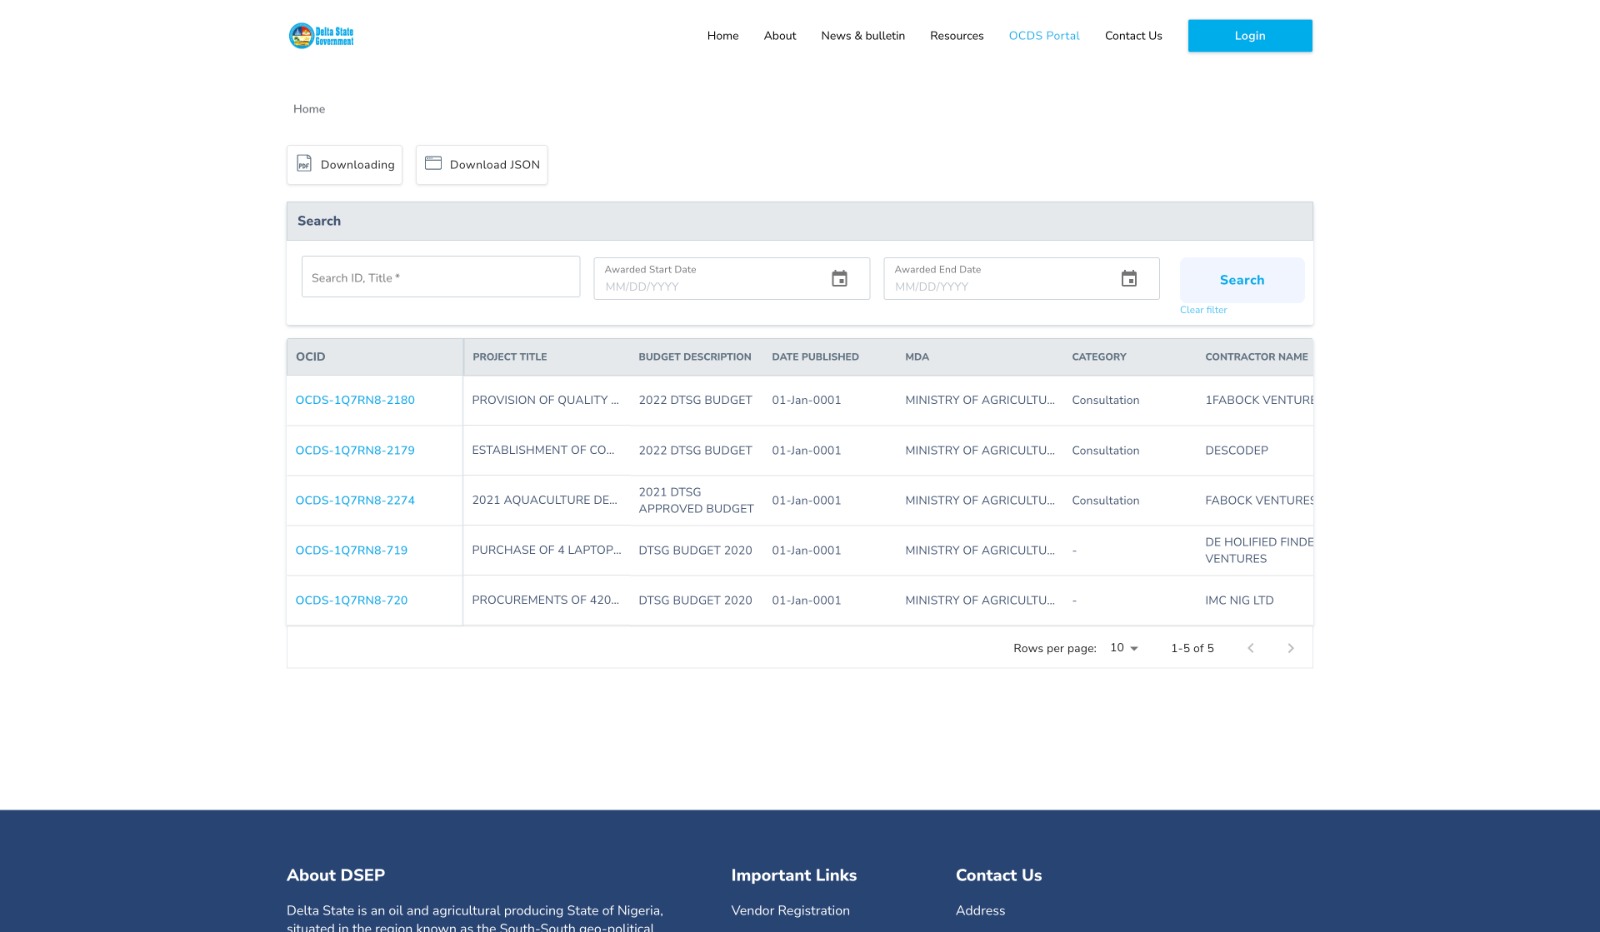 Delta State
Government
Home
About
News & bulletin
Resources
OCDS Portal
Contact Us
Login
Home
PDF
Downloading
Download JSON
Search
Search ID, Title *
Awarded Start Date
MM/DD/YYYY
Awarded End Date
MM/DD/YYYY
Search
Clear filter
OCID PROJECT TITLE BUDGET DESCRIPTION DATE PUBLISHED MDA CATEGORY CONTRACTOR NAME
OCDS-1Q7RN8-2180 PROVISION OF QUALITY ... 2022 DTSG BUDGET 01-Jan-0001 MINISTRY OF AGRICULTU... Consultation 1FABOCK VENTURE
OCDS-1Q7RN8-2179 ESTABLISHMENT OF CO... 2022 DTSG BUDGET 01-Jan-0001 MINISTRY OF AGRICULTU... Consultation DESCODEP
OCDS-1Q7RN8-2274 2021 AQUACULTURE DE... 2021 DTSG
APPROVED BUDGET 01-Jan-0001 MINISTRY OF AGRICULTU... Consultation FABOCK VENTURES
OCDS-1Q7RN8-719 PURCHASE OF 4 LAPTOP... DTSG BUDGET 2020 01-Jan-0001 MINISTRY OF AGRICULTU... - DE HOLIFIED FINDE
VENTURES
OCDS-1Q7RN8-720 PROCUREMENTS OF 420... DTSG BUDGET 2020 01-Jan-0001 MINISTRY OF AGRICULTU... - IMC NIG LTD
Rows per page: 10 1-5 of 5
About DSEP
Delta State is an oil and agricultural producing State of Nigeria,
situated in the region known as the South-South geo-political
Important Links
Vendor Registration
Contact Us
Address